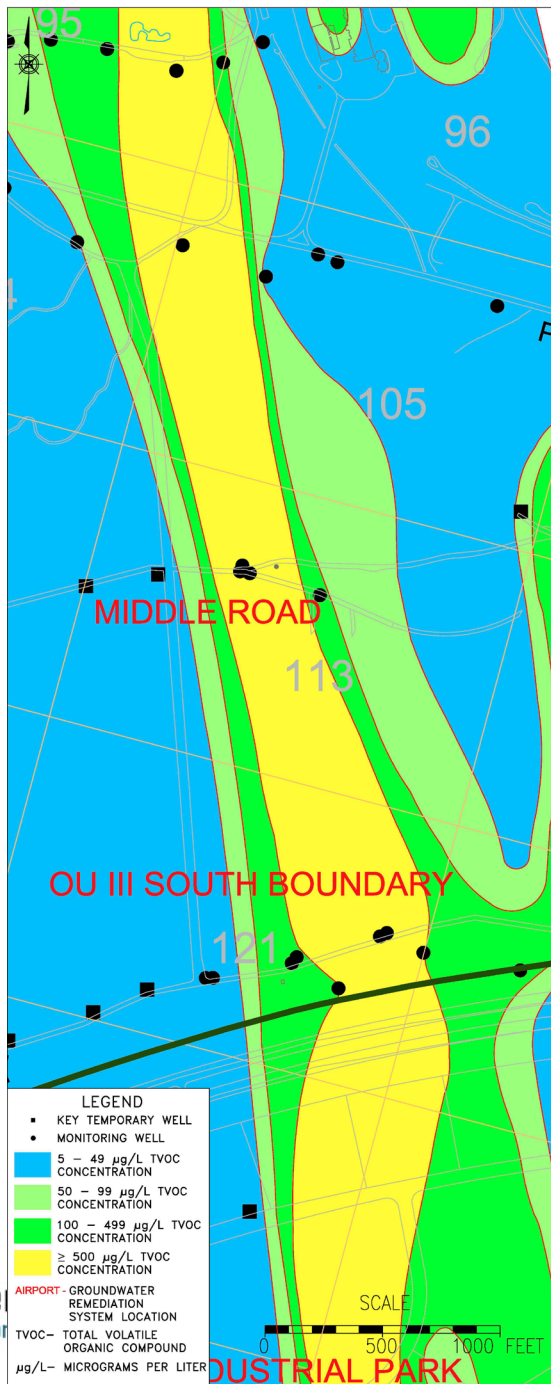 95
96
105
MIDDLE ROAD
113
OU III SOUTH BOUNDARY
121
LEGEND
KEY TEMPORARY WELL
MONITORING WELL
5 – 49 µg/L TVOC
CONCENTRATION
50 – 99 µg/L TVOC
CONCENTRATION
100 – 499 µg/L TVOC
CONCENTRATION
≥ 500 µg/L TVOC
CONCENTRATION
AIRPORT - GROUNDWATER
REMEDIATION
SYSTEM LOCATION
TVOC– TOTAL VOLATILE
ORGANIC COMPOUND
µg/L– MICROGRAMS PER LITER
SCALE
0 500 1000 FEET
DUSTRIAL PARK